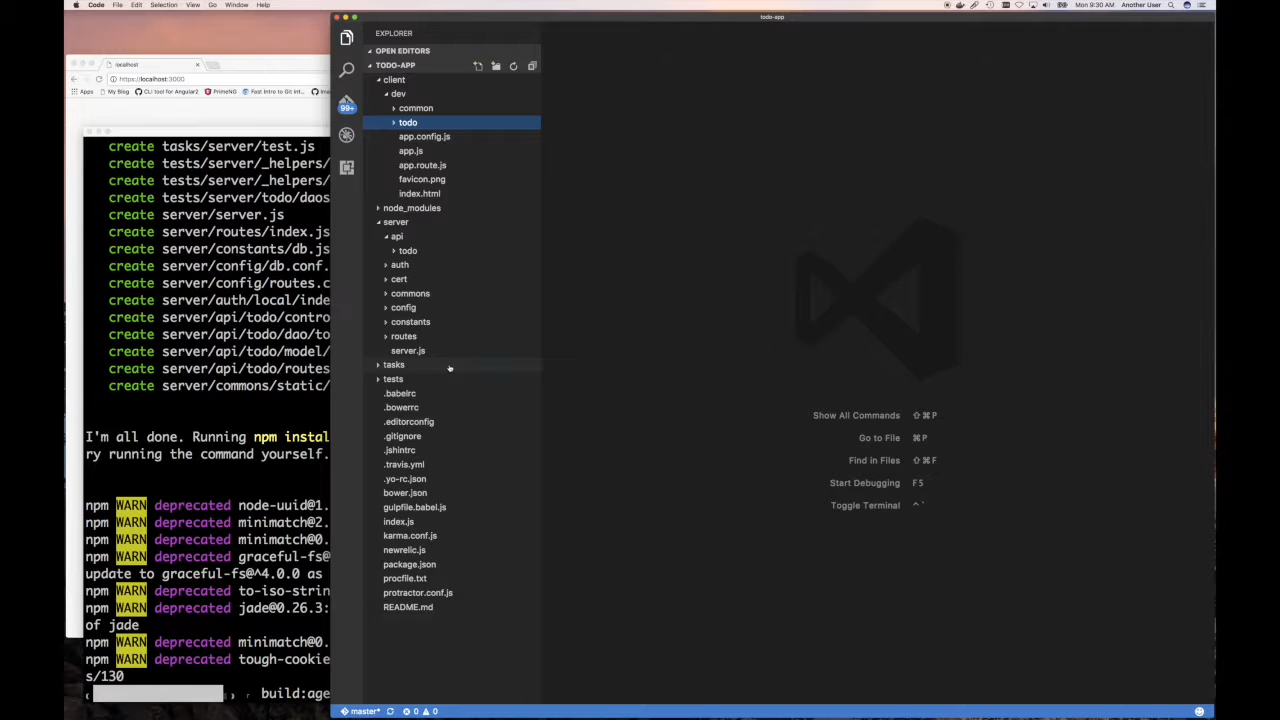 Code File Edit Selection View Go Window Help
Mon 9:30 AM Another User
todo-app
localhost
https://localhost:3000
Apps My Blog CLI tool for Angular2 PrimeNG Fast Intro to Git Int...
create tasks/server/test.js
create tests/server/_helpers/
create tests/server/_helpers/
create tests/server/todo/daos
create server/server.js
create server/routes/index.js
create server/constants/db.js
create server/config/db.conf.
create server/config/routes.c
create server/auth/local/inde
create server/api/todo/contro
create server/api/todo/dao/to
create server/api/todo/model/
create server/api/todo/routes
create server/commons/static/
I'm all done. Running npm instal
ry running the command yourself.
npm WARN deprecated node-uuid@1.
npm WARN deprecated minimatch@2.
npm WARN deprecated minimatch@0.
npm WARN deprecated graceful-fs@
update to graceful-fs@^4.0.0 as
npm WARN deprecated to-iso-strin
npm WARN deprecated jade@0.26.3:
of jade
npm WARN deprecated minimatch@0.
npm WARN deprecated tough-cookie
s/130
build:age
99+
EXPLORER
OPEN EDITORS
TODO-APP
client
dev
common
todo
app.config.js
app.js
app.route.js
favicon.png
index.html
node_modules
server
api
todo
auth
cert
commons
config
constants
routes
server.js
tasks
tests
.babelrc
.bowerrc
.editorconfig
.gitignore
.jshintrc
.travis.yml
.yo-rc.json
bower.json
gulpfile.babel.js
index.js
karma.conf.js
newrelic.js
package.json
procfile.txt
protractor.conf.js
README.md
Show All Commands ⇧⌘P
Go to File ⌘P
Find in Files ⇧⌘F
Start Debugging F5
Toggle Terminal ^`
master* 0 0